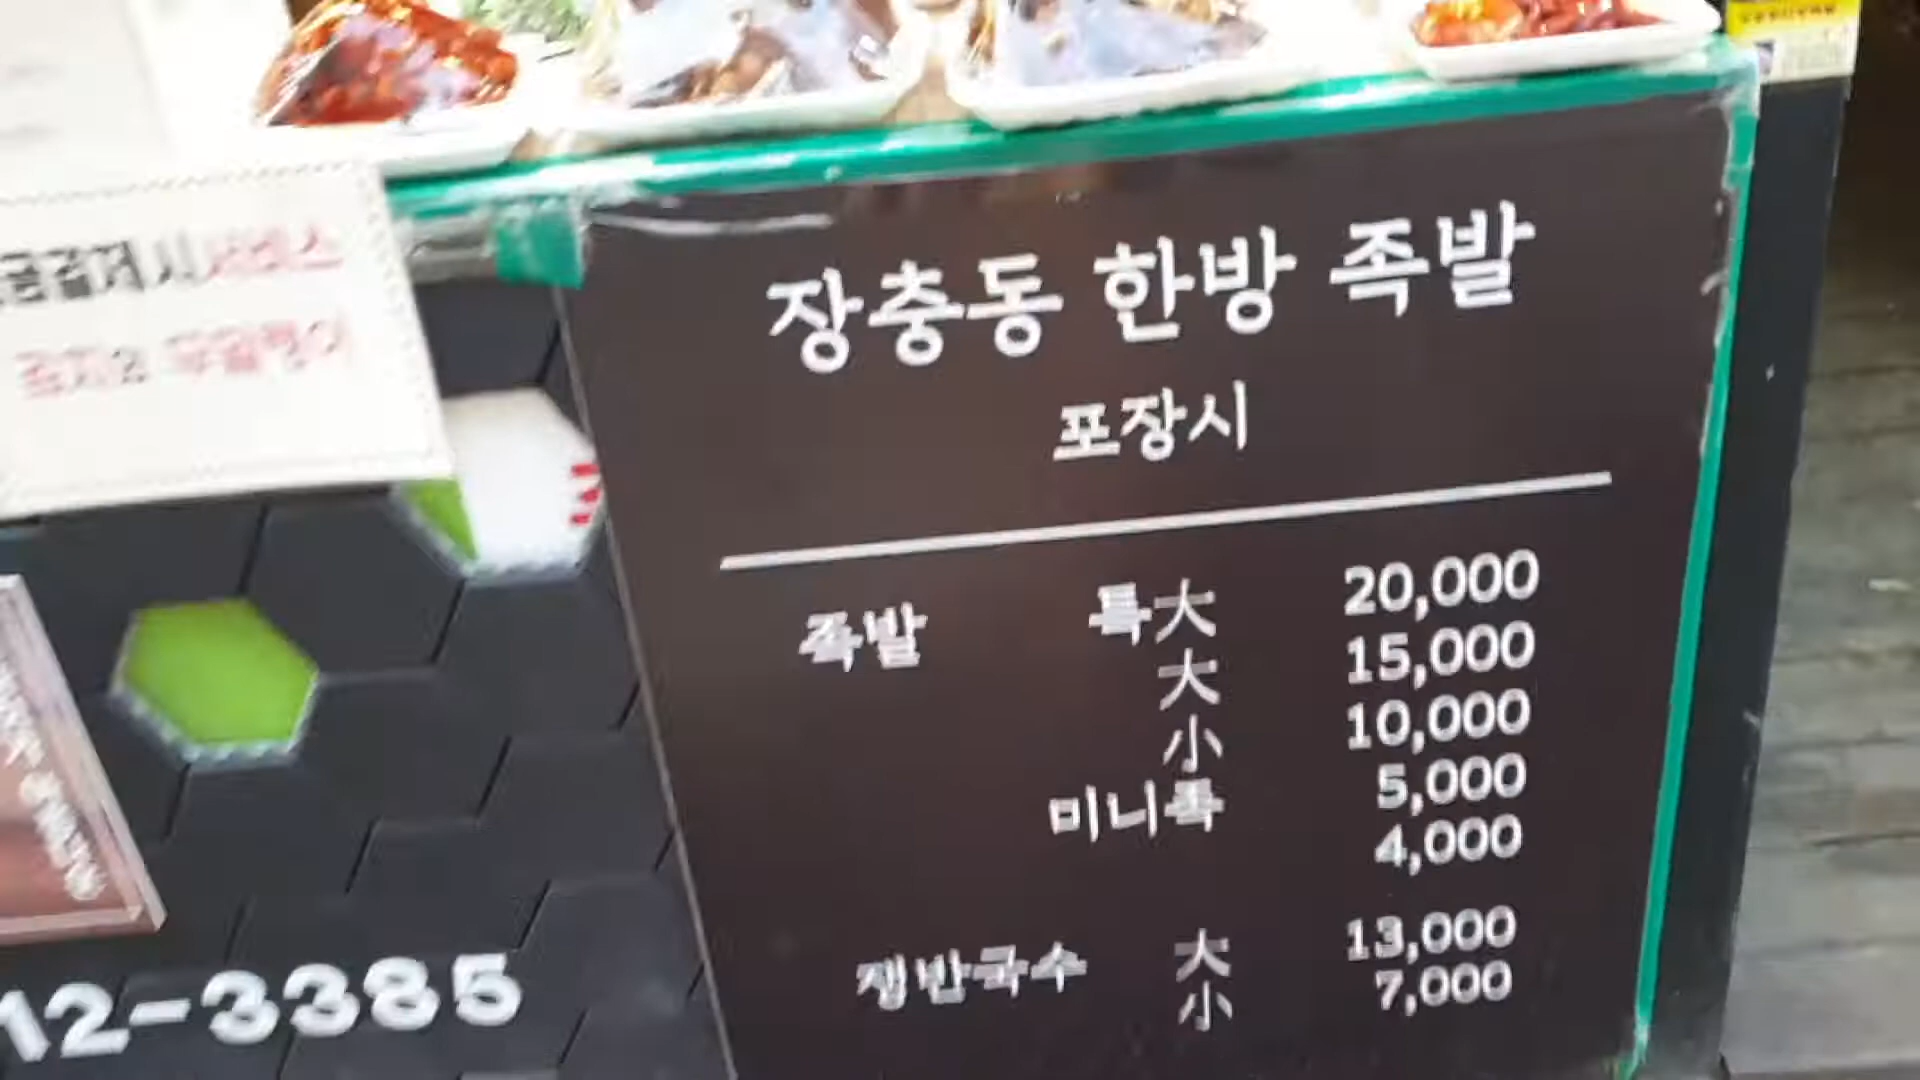 장충동 한방 족발
포장시
족발 특大 20,000
大 15,000
小 10,000
미니족 5,000
4,000
쟁반국수 大 13,000
小 7,000
12-3385